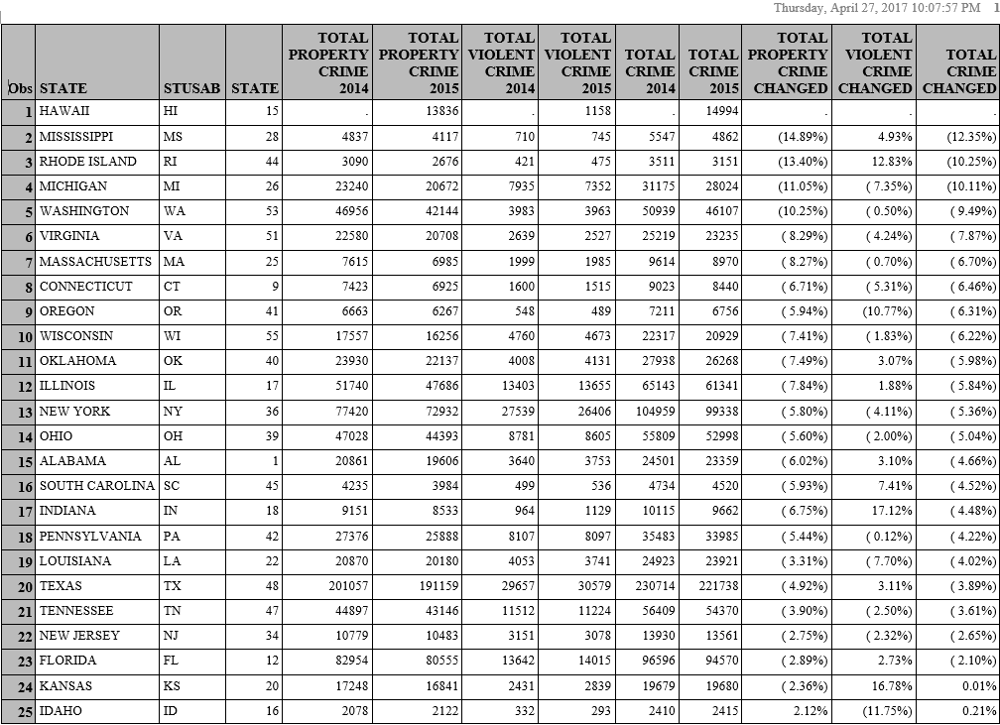 Thursday, April 27, 2017 10:07:57 PM 1
TOTAL TOTAL TOTAL TOTAL TOTAL TOTAL
PROPERTY PROPERTY VIOLENT VIOLENT TOTAL TOTAL PROPERTY VIOLENT TOTAL
CRIME CRIME CRIME CRIME CRIME CRIME CRIME CRIME CRIME
Obs STATE STUSAB STATE 2014 2015 2014 2015 2014 2015 CHANGED CHANGED CHANGED
1 HAWAII HI 15 . 13836 . 1158 . 14994 . . .
2 MISSISSIPPI MS 28 4837 4117 710 745 5547 4862 (14.89%) 4.93% (12.35%)
3 RHODE ISLAND RI 44 3090 2676 421 475 3511 3151 (13.40%) 12.83% (10.25%)
4 MICHIGAN MI 26 23240 20672 7935 7352 31175 28024 (11.05%) ( 7.35%) (10.11%)
5 WASHINGTON WA 53 46956 42144 3983 3963 50939 46107 (10.25%) ( 0.50%) ( 9.49%)
6 VIRGINIA VA 51 22580 20708 2639 2527 25219 23235 ( 8.29%) ( 4.24%) ( 7.87%)
7 MASSACHUSETTS MA 25 7615 6985 1999 1985 9614 8970 ( 8.27%) ( 0.70%) ( 6.70%)
8 CONNECTICUT CT 9 7423 6925 1600 1515 9023 8440 ( 6.71%) ( 5.31%) ( 6.46%)
9 OREGON OR 41 6663 6267 548 489 7211 6756 ( 5.94%) (10.77%) ( 6.31%)
10 WISCONSIN WI 55 17557 16256 4760 4673 22317 20929 ( 7.41%) ( 1.83%) ( 6.22%)
11 OKLAHOMA OK 40 23930 22137 4008 4131 27938 26268 ( 7.49%) 3.07% ( 5.98%)
12 ILLINOIS IL 17 51740 47686 13403 13655 65143 61341 ( 7.84%) 1.88% ( 5.84%)
13 NEW YORK NY 36 77420 72932 27539 26406 104959 99338 ( 5.80%) ( 4.11%) ( 5.36%)
14 OHIO OH 39 47028 44393 8781 8605 55809 52998 ( 5.60%) ( 2.00%) ( 5.04%)
15 ALABAMA AL 1 20861 19606 3640 3753 24501 23359 ( 6.02%) 3.10% ( 4.66%)
16 SOUTH CAROLINA SC 45 4235 3984 499 536 4734 4520 ( 5.93%) 7.41% ( 4.52%)
17 INDIANA IN 18 9151 8533 964 1129 10115 9662 ( 6.75%) 17.12% ( 4.48%)
18 PENNSYLVANIA PA 42 27376 25888 8107 8097 35483 33985 ( 5.44%) ( 0.12%) ( 4.22%)
19 LOUISIANA LA 22 20870 20180 4053 3741 24923 23921 ( 3.31%) ( 7.70%) ( 4.02%)
20 TEXAS TX 48 201057 191159 29657 30579 230714 221738 ( 4.92%) 3.11% ( 3.89%)
21 TENNESSEE TN 47 44897 43146 11512 11224 56409 54370 ( 3.90%) ( 2.50%) ( 3.61%)
22 NEW JERSEY NJ 34 10779 10483 3151 3078 13930 13561 ( 2.75%) ( 2.32%) ( 2.65%)
23 FLORIDA FL 12 82954 80555 13642 14015 96596 94570 ( 2.89%) 2.73% ( 2.10%)
24 KANSAS KS 20 17248 16841 2431 2839 19679 19680 ( 2.36%) 16.78% 0.01%
25 IDAHO ID 16 2078 2122 332 293 2410 2415 2.12% (11.75%) 0.21%